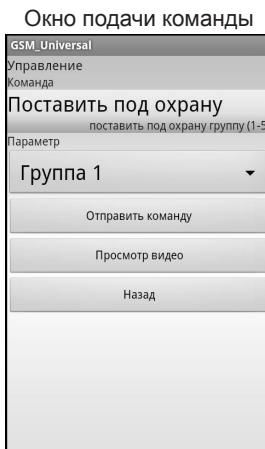 Окно подачи команды
GSM_Universal
Управление
Команда
Поставить под охрану
поставить под охрану группу (1-5
Параметр
Группа 1
Отправить команду
Просмотр видео
Назад